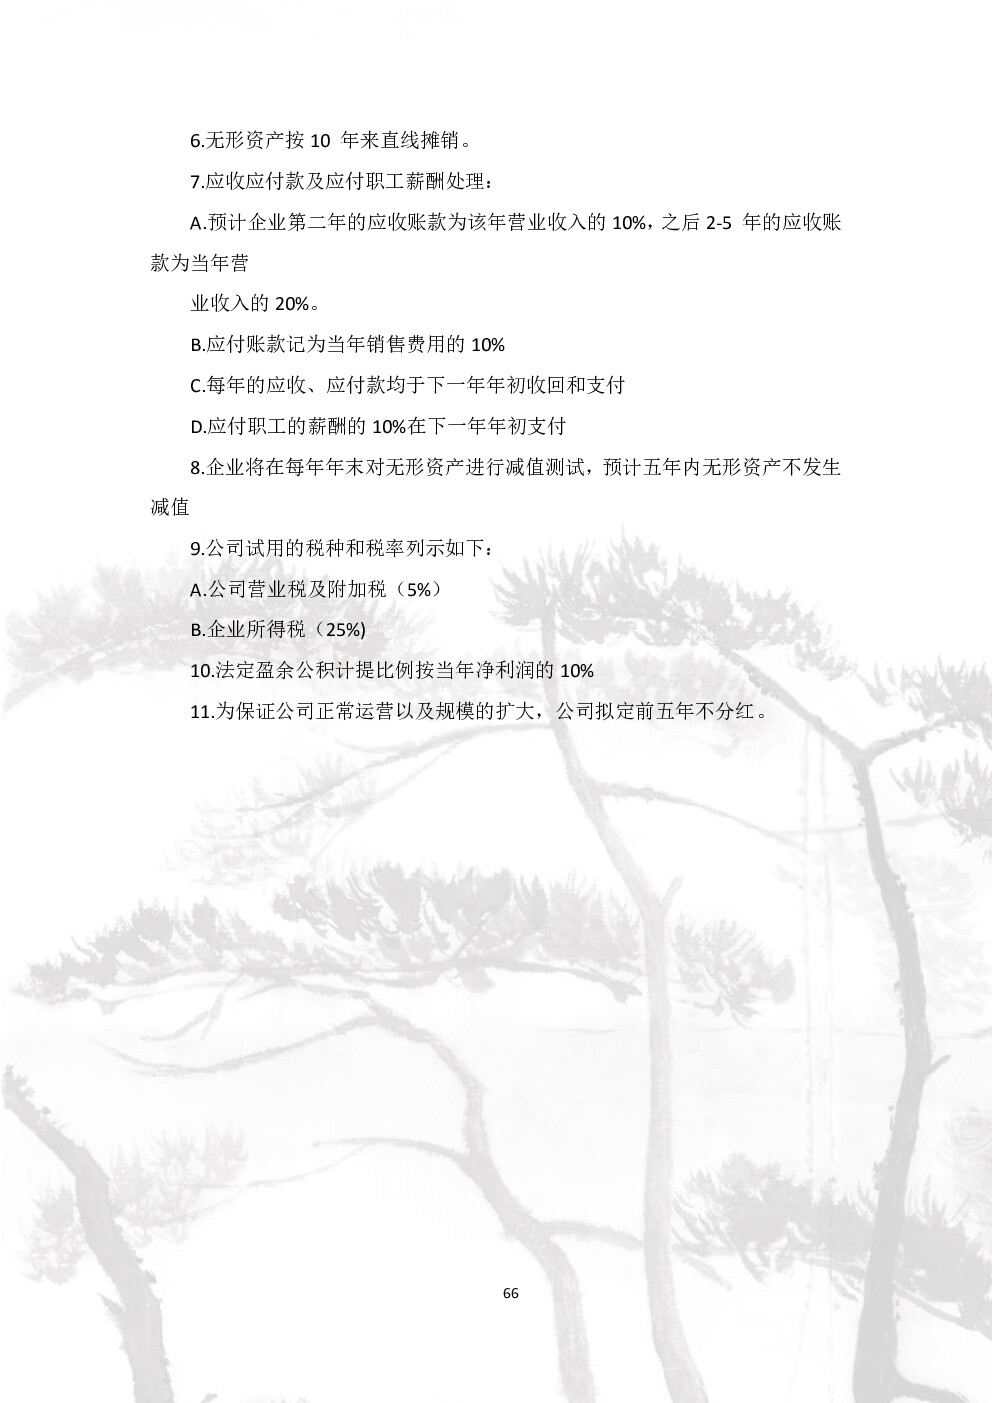 6.无形资产按 10 年来直线摊销。
7.应收应付款及应付职工薪酬处理：
A.预计企业第二年的应收账款为该年营业收入的 10%，之后 2-5 年的应收账
款为当年营
业收入的 20%。
B.应付账款记为当年销售费用的 10%
C.每年的应收、应付款均于下一年年初收回和支付
D.应付职工的薪酬的 10%在下一年年初支付
8.企业将在每年年末对无形资产进行减值测试，预计五年内无形资产不发生
减值
9.公司试用的税种和税率列示如下：
A.公司营业税及附加税（5%）
B.企业所得税（25%)
10.法定盈余公积计提比例按当年净利润的 10%
11.为保证公司正常运营以及规模的扩大，公司拟定前五年不分红。
66